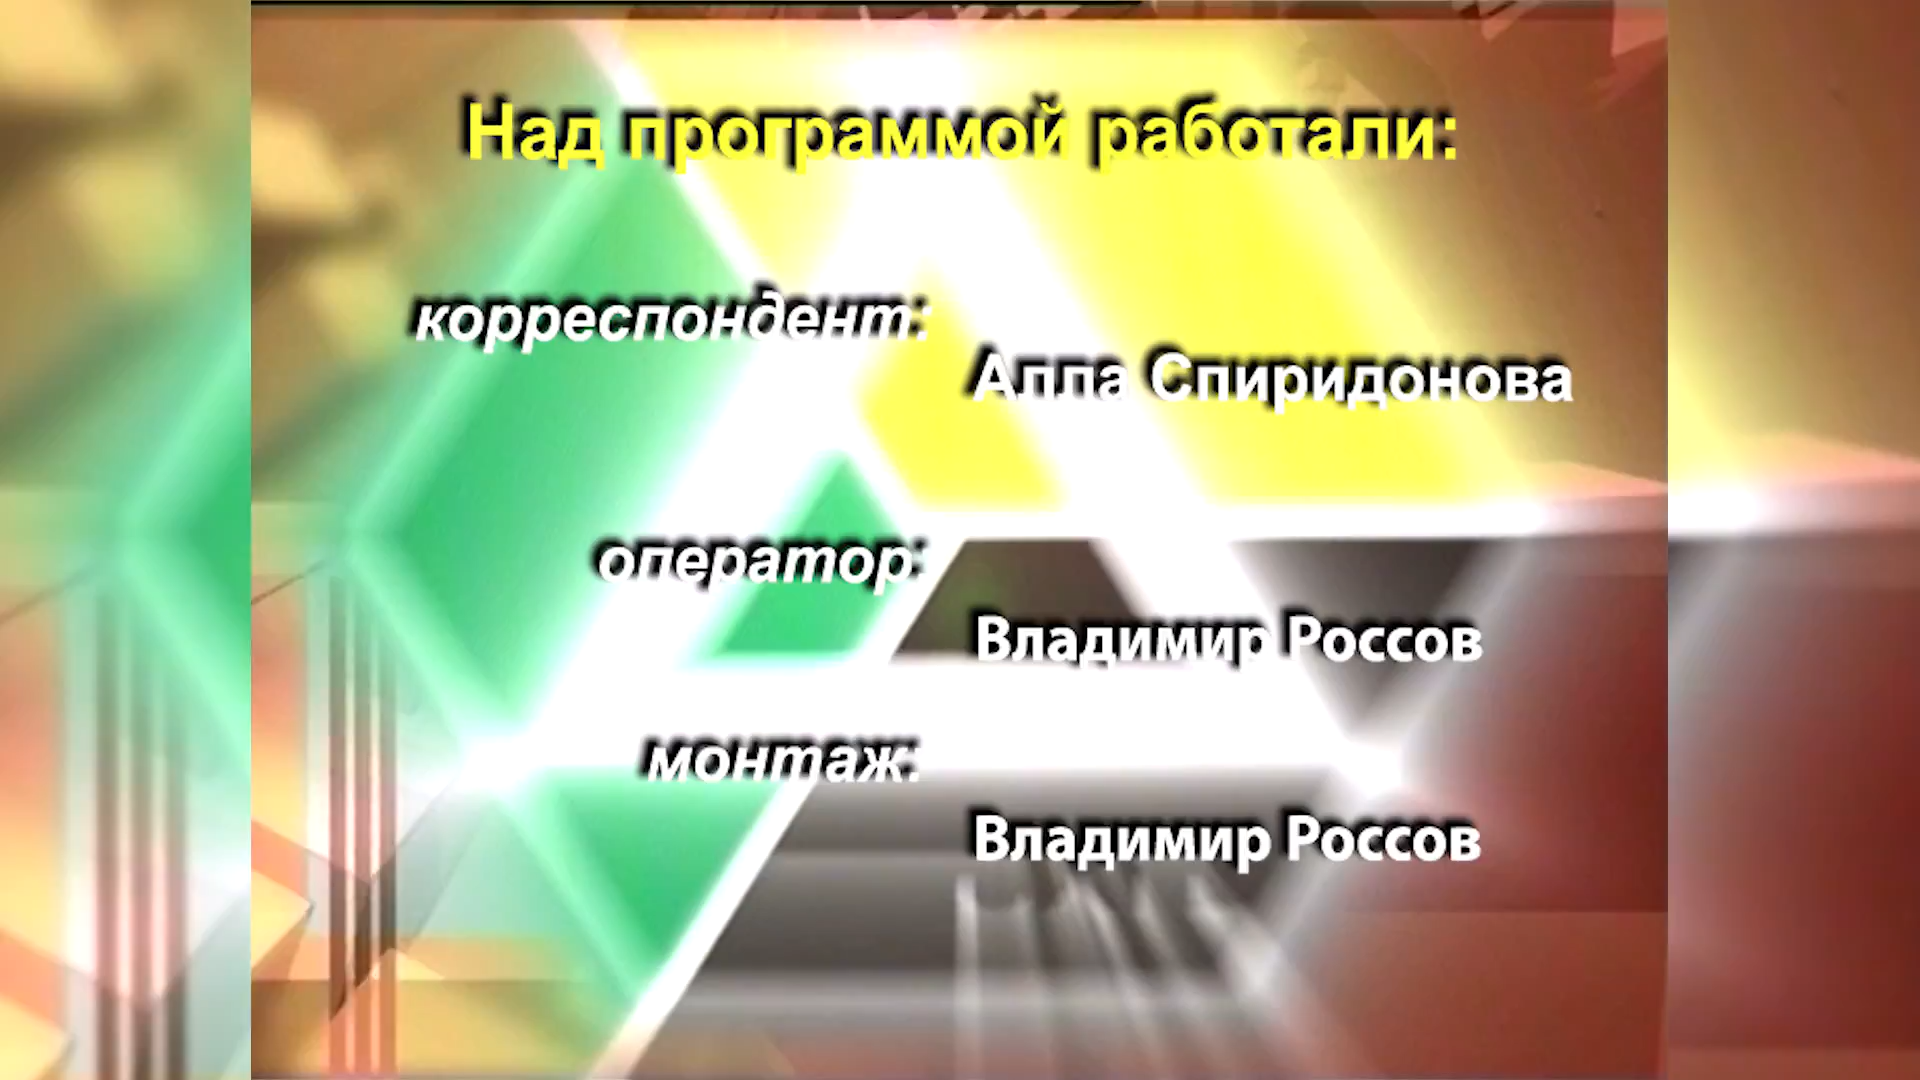 Над программой работали:
корреспондент:
Алла Спиридонова
оператор:
Владимир Россов
монтаж:
Владимир Россов